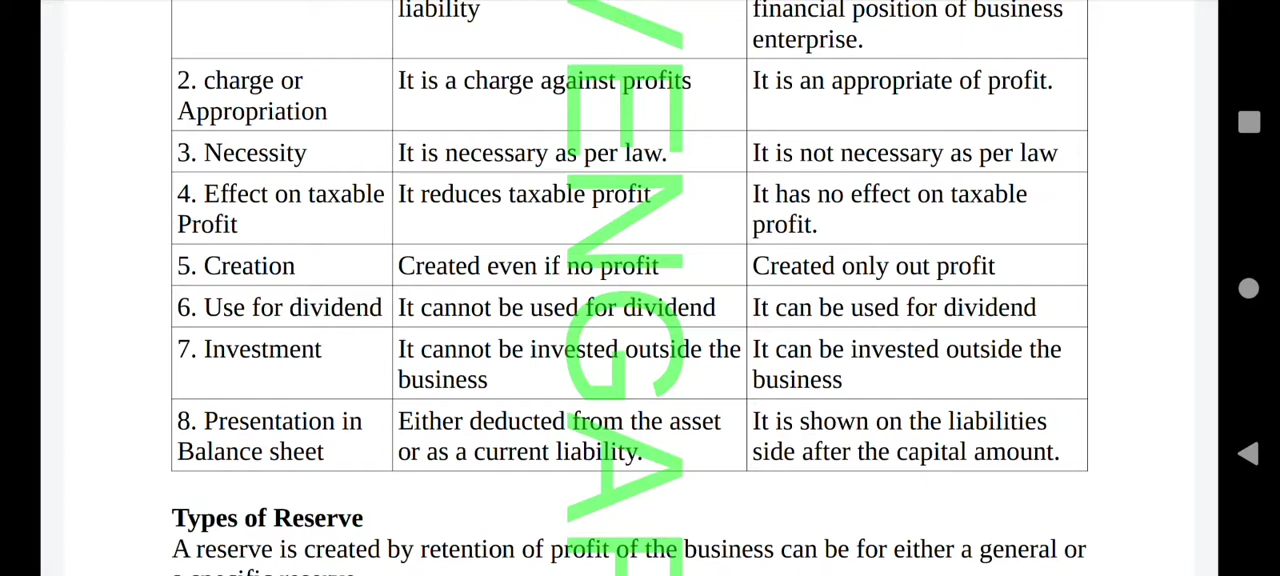 liability
financial position of business
enterprise.
2. charge or
Appropriation
It is a charge against profits
It is an appropriate of profit.
3. Necessity
It is necessary as per law.
It is not necessary as per law
4. Effect on taxable
Profit
It reduces taxable profit
It has no effect on taxable
profit.
5. Creation
Created even if no profit
Created only out profit
6. Use for dividend
It cannot be used for dividend
It can be used for dividend
7. Investment
It cannot be invested outside the
business
It can be invested outside the
business
8. Presentation in
Balance sheet
Either deducted from the asset
or as a current liability.
It is shown on the liabilities
side after the capital amount.
Types of Reserve
A reserve is created by retention of profit of the business can be for either a general or
VENGA